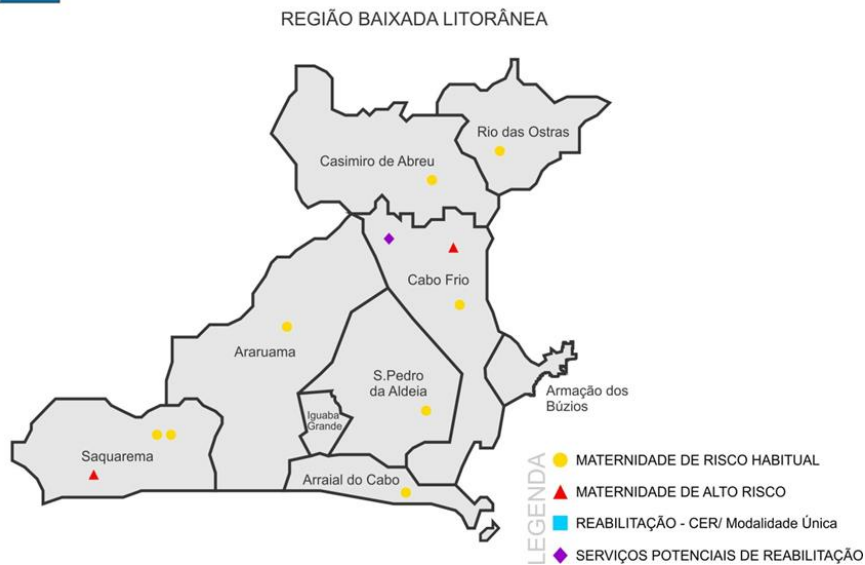 REGIÃO BAIXADA LITORÂNEA
Rio das Ostras
Casimiro de Abreu
Cabo Frio
Araruama
S.Pedro
da Aldeia
Armação dos
Búzios
Iguaba
Grande
Saquarema
Arraial do Cabo
LEGENDA
MATERNIDADE DE RISCO HABITUAL
MATERNIDADE DE ALTO RISCO
REABILITAÇÃO - CER/ Modalidade Única
SERVIÇOS POTENCIAIS DE REABILITAÇÃO